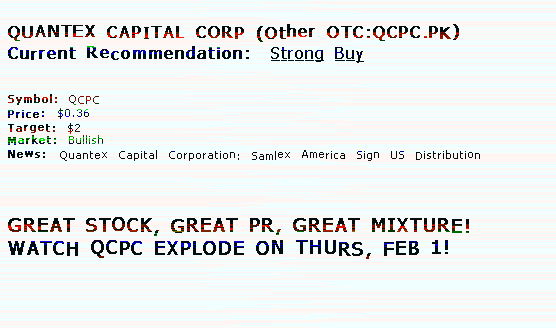 QUANTEX CAPITAL CORP (Other OTC:QCPC.PK)
Current Recommendation: Strong Buy
Symbol: QCPC
Price: $0.36
Target: $2
Market: Bullish
News: Quantex Capital Corporation; Samlex America Sign US Distribution
GREAT STOCK, GREAT PR, GREAT MIXTURE!
WATCH QCPC EXPLODE ON THURS, FEB 1!